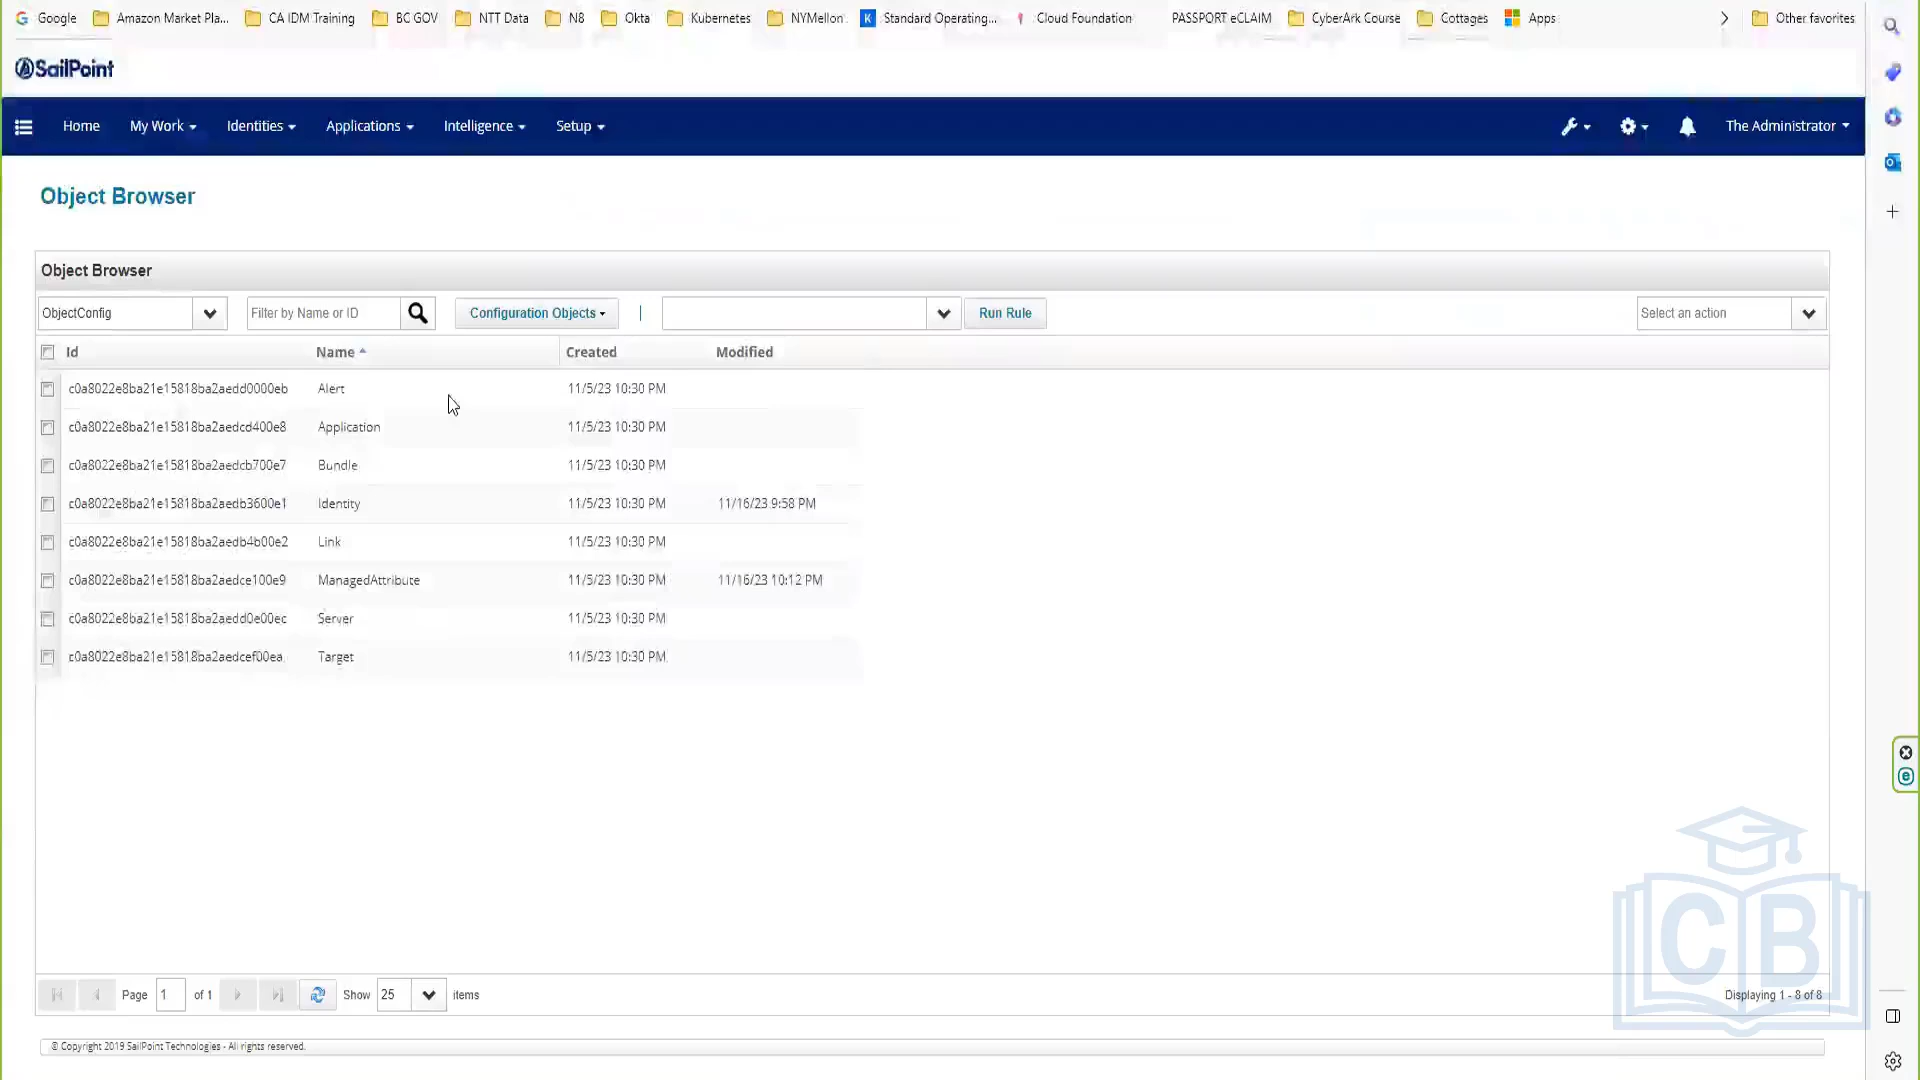 Google Amazon Market Pla... CA IDM Training BC GOV NTT Data N8 Okta Kubernetes NYMellon K Standard Operating... Cloud Foundation PASSPORT eCLAIM CyberArk Course Cottages Apps Other favorites
SailPoint
Home My Work Identities Applications Intelligence Setup The Administrator
Object Browser
Object Browser
ObjectConfig Filter by Name or ID Configuration Objects | Run Rule Select an action
Id Name Created Modified
c0a8022e8ba21e15818ba2aedd0000eb Alert 11/5/23 10:30 PM
c0a8022e8ba21e15818ba2aedcd400e8 Application 11/5/23 10:30 PM
c0a8022e8ba21e15818ba2aedcb700e7 Bundle 11/5/23 10:30 PM
c0a8022e8ba21e15818ba2aedb3600e1 Identity 11/5/23 10:30 PM 11/16/23 9:58 PM
c0a8022e8ba21e15818ba2aedb4b00e2 Link 11/5/23 10:30 PM
c0a8022e8ba21e15818ba2aedce100e9 ManagedAttribute 11/5/23 10:30 PM 11/16/23 10:12 PM
c0a8022e8ba21e15818ba2aedd0e00ec Server 11/5/23 10:30 PM
c0a8022e8ba21e15818ba2aedcef00ea Target 11/5/23 10:30 PM
CB
Page 1 of 1 Show 25 items Displaying 1 - 8 of 8
© Copyright 2019 SailPoint Technologies - All rights reserved.